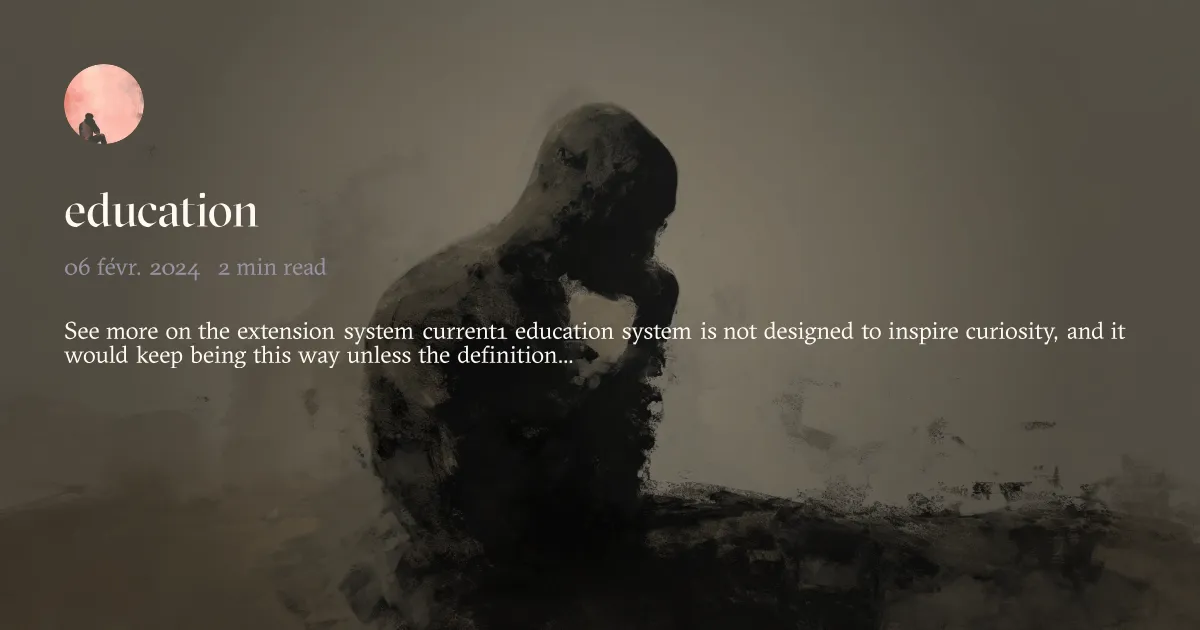 education
06 févr. 2024 2 min read
See more on the extension system current1 education system is not designed to inspire curiosity, and it
would keep being this way unless the definition...